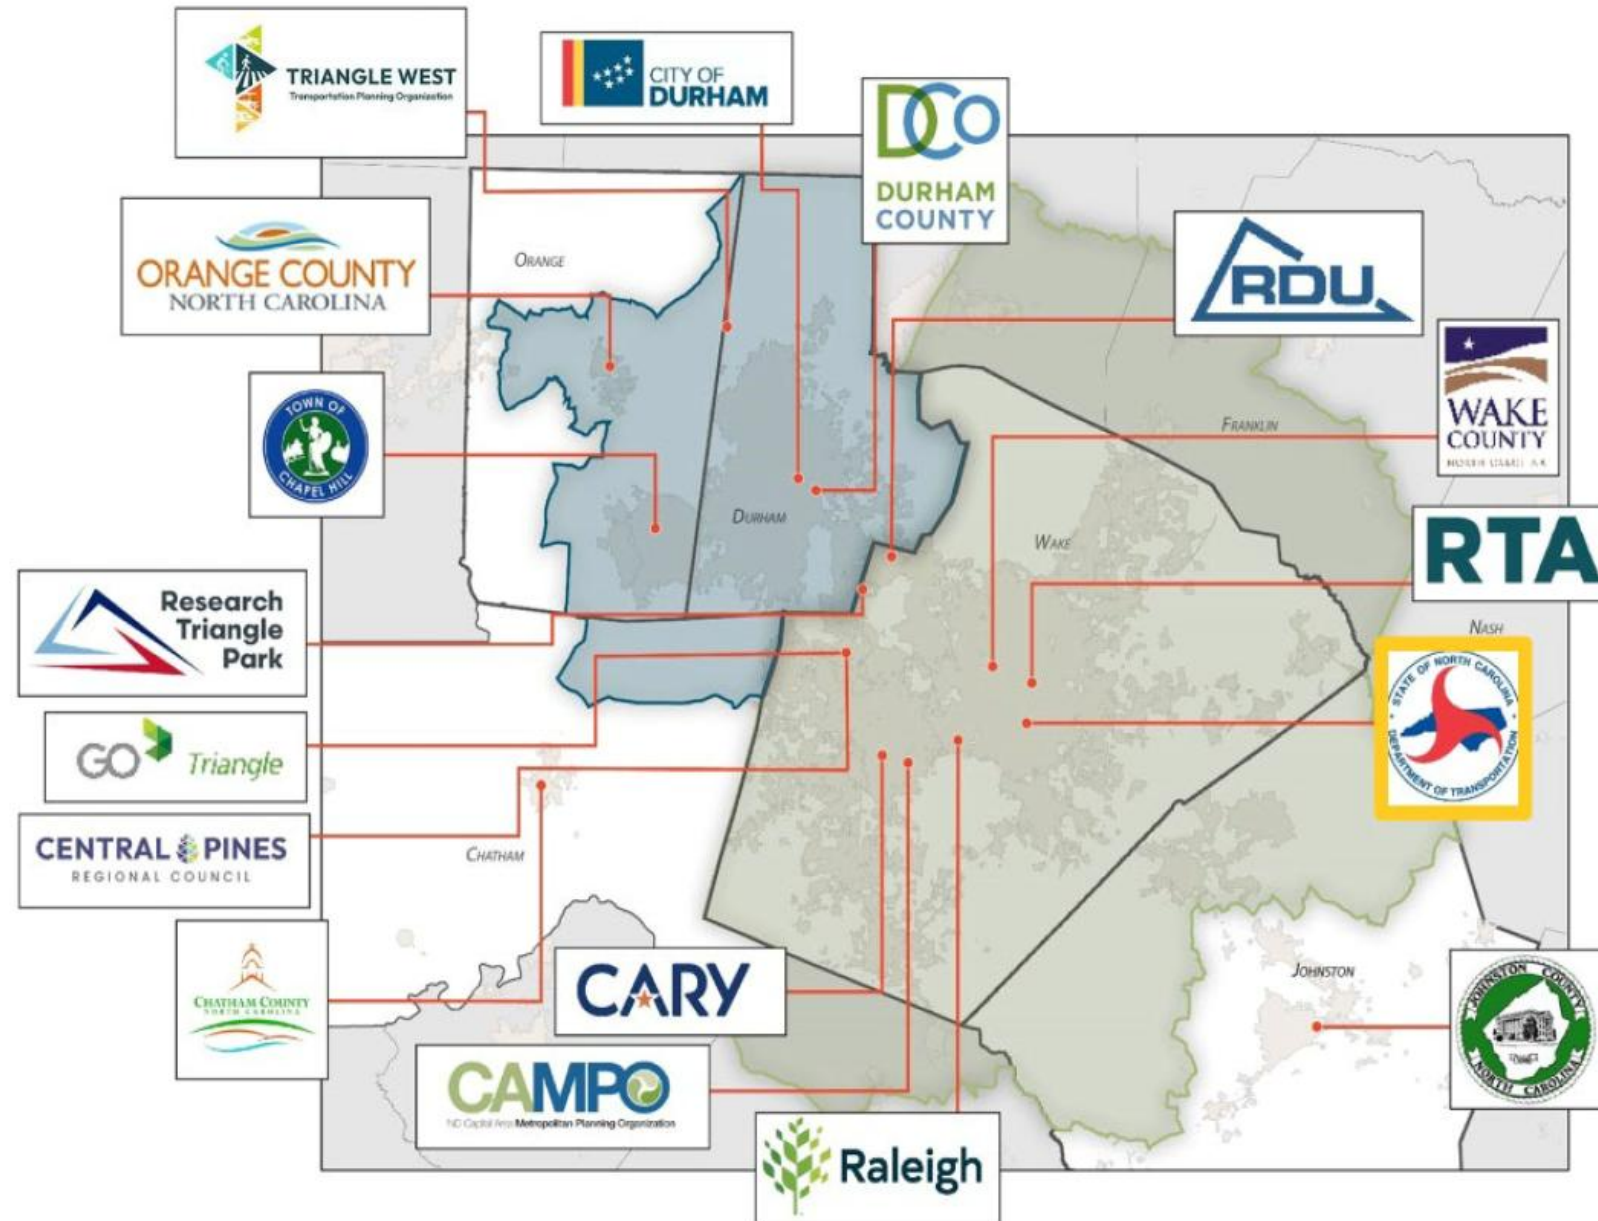 TRIANGLE WEST
Transportation Planning Organization
CITY OF
DURHAM
DCo
DURHAM
COUNTY
ORANGE COUNTY
NORTH CAROLINA
ORANGE
RDU
WAKE
COUNTY
NORTH CAROLINA
TOWN OF
CHAPEL HILL
FRANKLIN
DURHAM
WAKE
RTA
Research
Triangle
Park
NASH
STATE OF NORTH CAROLINA
DEPARTMENT OF TRANSPORTATION
GO Triangle
CENTRAL PINES
REGIONAL COUNCIL
CHATHAM
CHATHAM COUNTY
NORTH CAROLINA
CARY
JOHNSTON
JOHNSTON COUNTY
NORTH CAROLINA
CAMPO
NC Capital Area Metropolitan Planning Organization
Raleigh